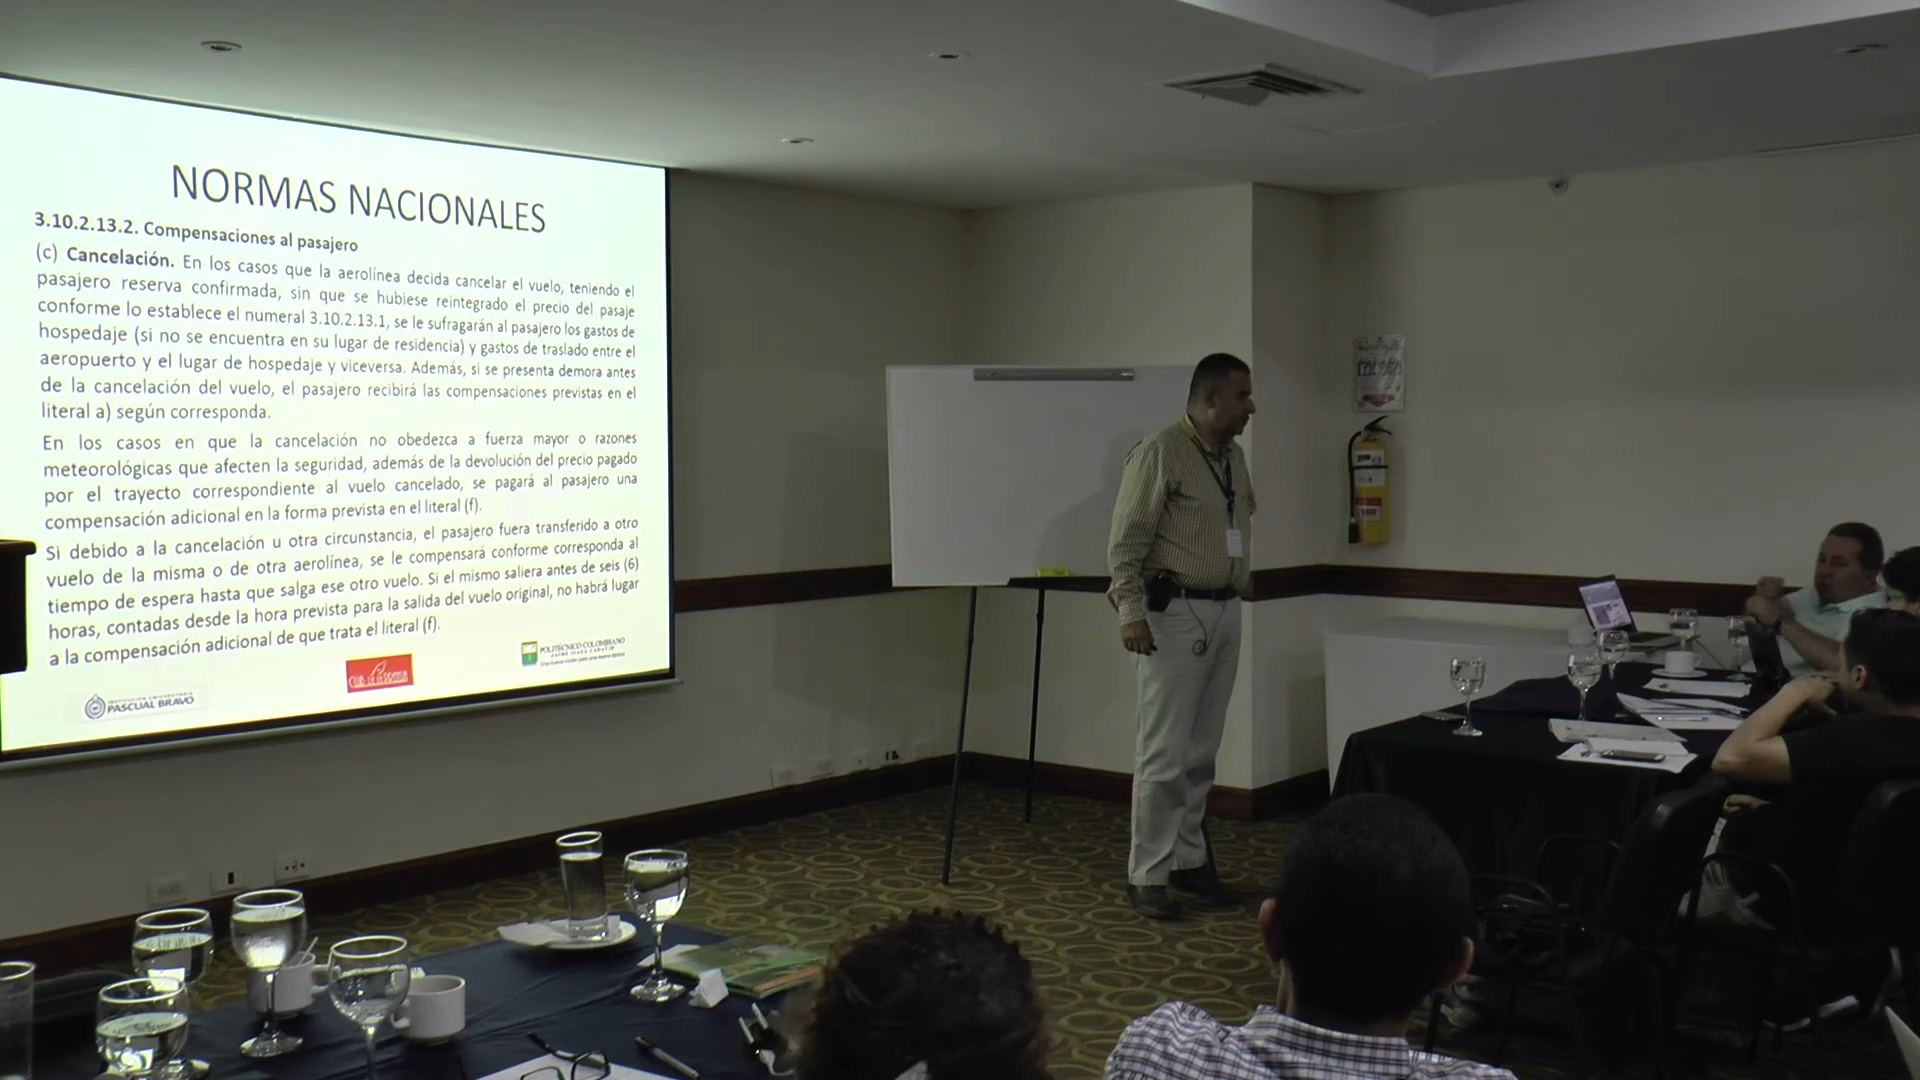 NORMAS NACIONALES
3.10.2.13.2. Compensaciones al pasajero
(c) Cancelación. En los casos que la aerolínea decida cancelar el vuelo, teniendo el
pasajero reserva confirmada, sin que se hubiese reintegrado el precio del pasaje
conforme lo establece el numeral 3.10.2.13.1, se le sufragarán al pasajero los gastos de
hospedaje (si no se encuentra en su lugar de residencia) y gastos de traslado entre el
aeropuerto y el lugar de hospedaje y viceversa. Además, si se presenta demora antes
de la cancelación del vuelo, el pasajero recibirá las compensaciones previstas en el
literal a) según corresponda.
En los casos en que la cancelación no obedezca a fuerza mayor o razones
meteorológicas que afecten la seguridad, además de la devolución del precio pagado
por el trayecto correspondiente al vuelo cancelado, se pagará al pasajero una
compensación adicional en la forma prevista en el literal (f).
Si debido a la cancelación u otra circunstancia, el pasajero fuera transferido a otro
vuelo de la misma o de otra aerolínea, se le compensará conforme corresponda al
tiempo de espera hasta que salga ese otro vuelo. Si el mismo saliera antes de seis (6)
horas, contadas desde la hora prevista para la salida del vuelo original, no habrá lugar
a la compensación adicional de que trata el literal (f).
INSTITUCIÓN UNIVERSITARIA
PASCUAL BRAVO
CLUB DE LA PRENSA
POLITÉCNICO COLOMBIANO
JAIME ISAZA CADAVID